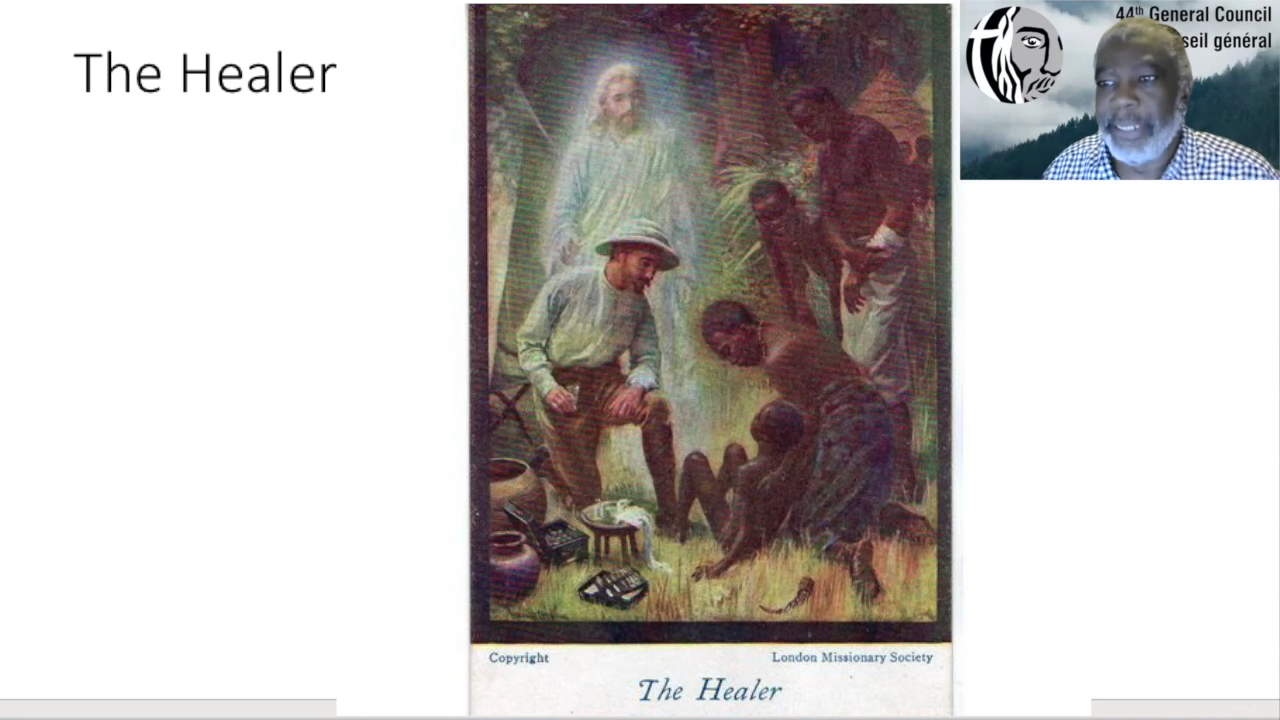 The Healer
44th General Council
seil général
Copyright
London Missionary Society
The Healer